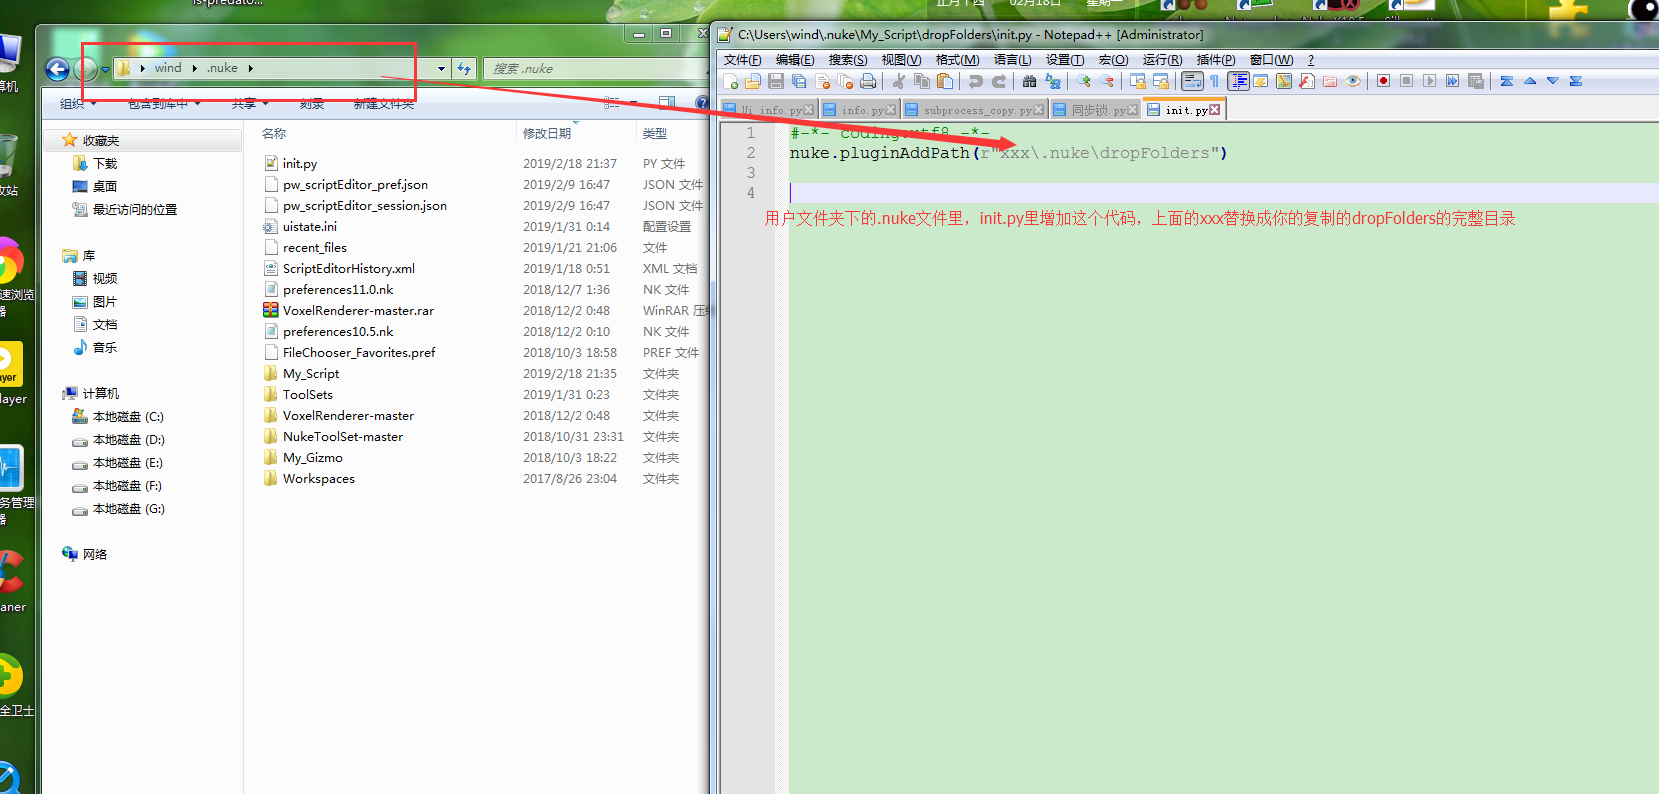 正月十四 02月18日 星期一
wind .nuke
搜索 .nuke
组织 包含到库中 共享 刻录 新建文件夹
收藏夹
下载
桌面
最近访问的位置
库
视频
图片
文档
音乐
计算机
本地磁盘 (C:)
本地磁盘 (D:)
本地磁盘 (E:)
本地磁盘 (F:)
本地磁盘 (G:)
网络
名称 修改日期 类型
init.py 2019/2/18 21:37 PY 文件
pw_scriptEditor_pref.json 2019/2/9 16:47 JSON 文件
pw_scriptEditor_session.json 2019/2/9 16:47 JSON 文件
uistate.ini 2019/1/31 0:14 配置设置
recent_files 2019/1/21 21:06 文件
ScriptEditorHistory.xml 2019/1/18 0:51 XML 文档
preferences11.0.nk 2018/12/7 1:36 NK 文件
VoxelRenderer-master.rar 2018/12/2 0:48 WinRAR 压缩
preferences10.5.nk 2018/12/2 0:10 NK 文件
FileChooser_Favorites.pref 2018/10/3 18:58 PREF 文件
My_Script 2019/2/18 21:35 文件夹
ToolSets 2019/1/31 0:23 文件夹
VoxelRenderer-master 2018/12/2 0:48 文件夹
NukeToolSet-master 2018/10/31 23:31 文件夹
My_Gizmo 2018/10/3 18:22 文件夹
Workspaces 2017/8/26 23:04 文件夹
C:\Users\wind\.nuke\My_Script\dropFolders\init.py - Notepad++ [Administrator]
文件(F) 编辑(E) 搜索(S) 视图(V) 格式(M) 语言(L) 设置(T) 宏(O) 运行(R) 插件(P) 窗口(W) ?
Ui_info.py info.py subprocess_copy.py 同步锁.py init.py
1 #-*- coding:utf8 -*-
2 nuke.pluginAddPath(r"xxx\.nuke\dropFolders")
3
4
用户文件夹下的.nuke文件里，init.py里增加这个代码，上面的xxx替换成你的复制的dropFolders的完整目录